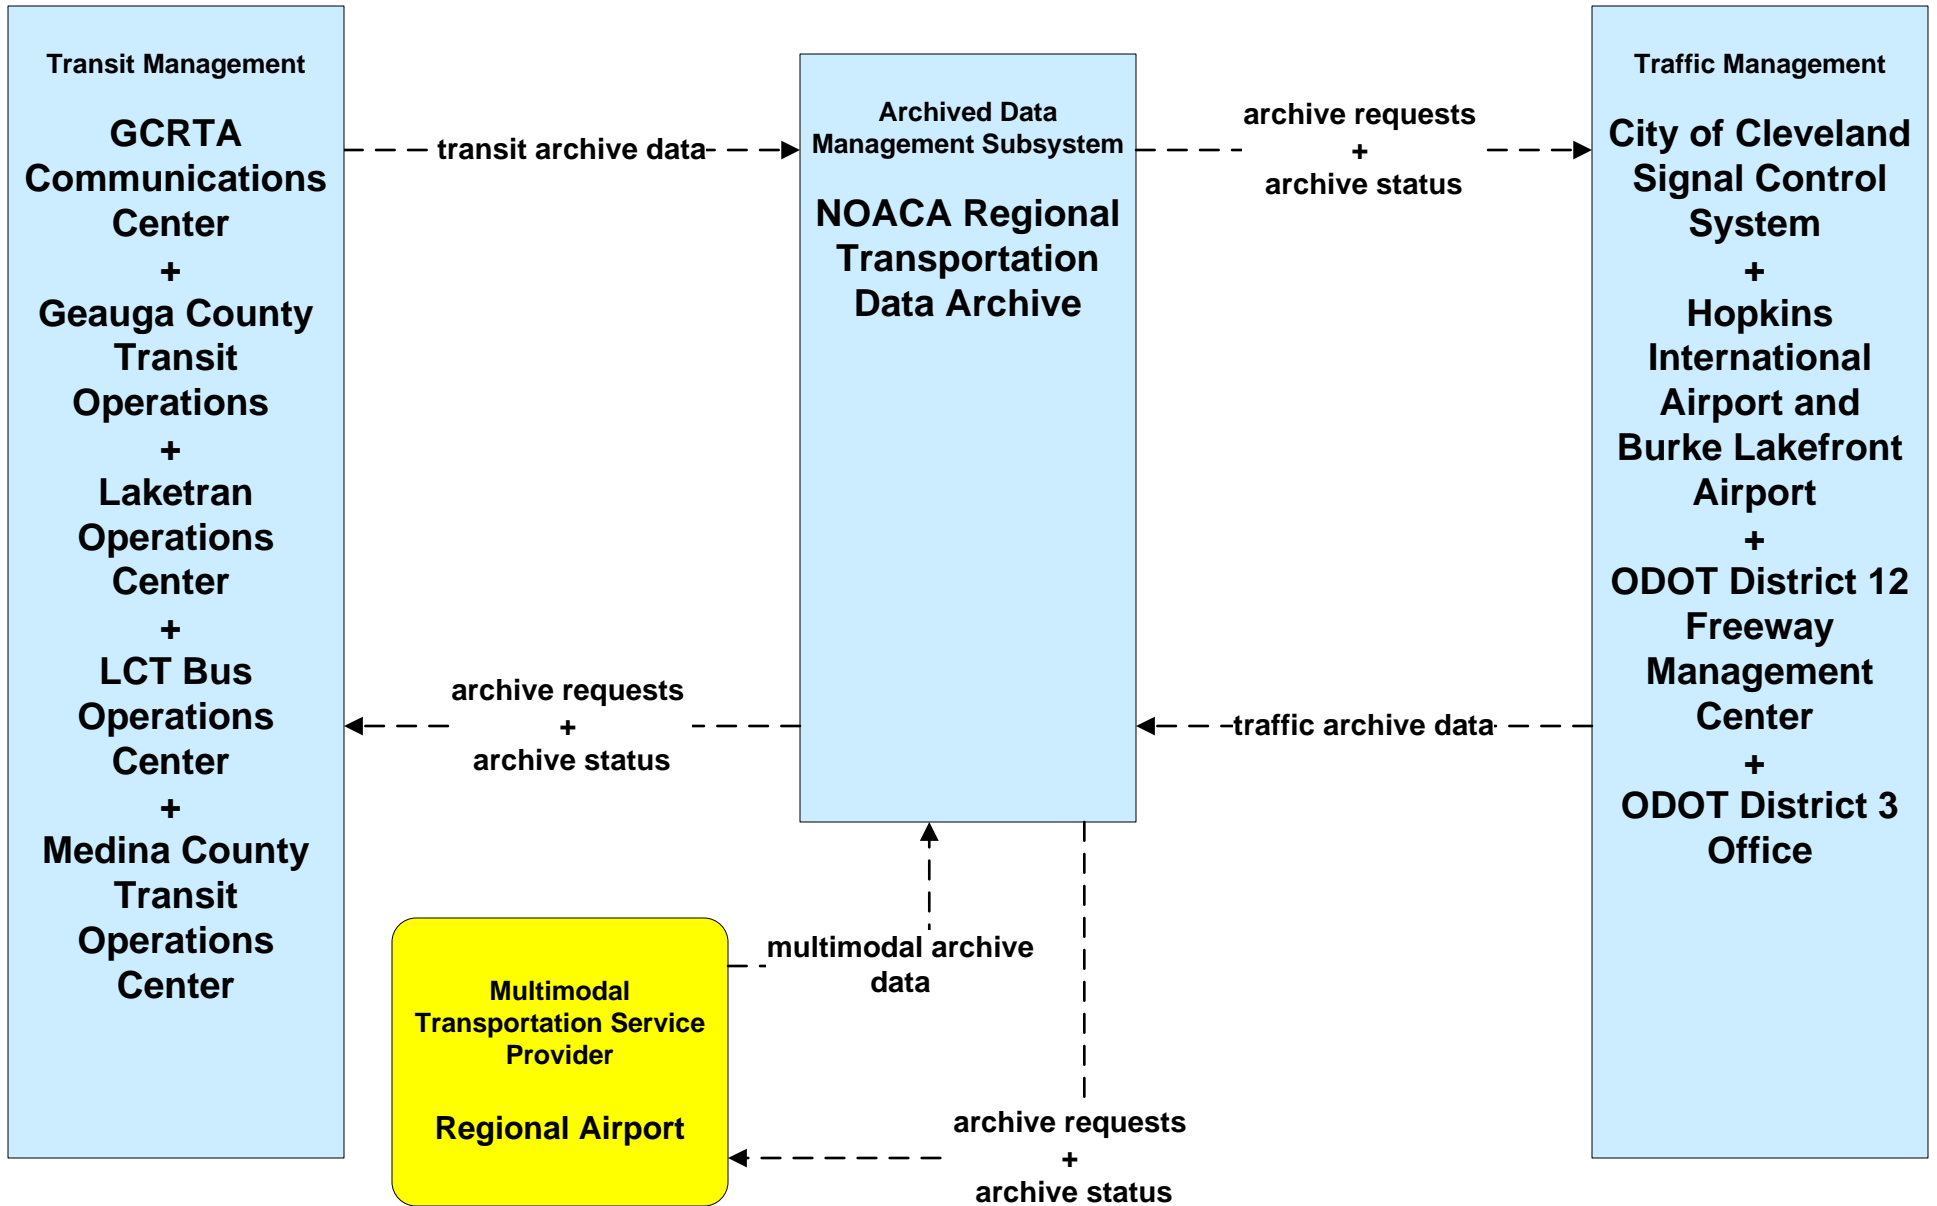 Transit Management
GCRTA
Communications
Center
+
Geauga County
Transit
Operations
+
Laketran
Operations
Center
+
LCT Bus
Operations
Center
+
Medina County
Transit
Operations
Center
transit archive data
archive requests
+
archive status
Archived Data
Management Subsystem
NOACA Regional
Transportation
Data Archive
archive requests
+
archive status
traffic archive data
Traffic Management
City of Cleveland
Signal Control
System
+
Hopkins
International
Airport and
Burke Lakefront
Airport
+
ODOT District 12
Freeway
Management
Center
+
ODOT District 3
Office
Multimodal
Transportation Service
Provider
Regional Airport
multimodal archive
data
archive requests
+
archive status